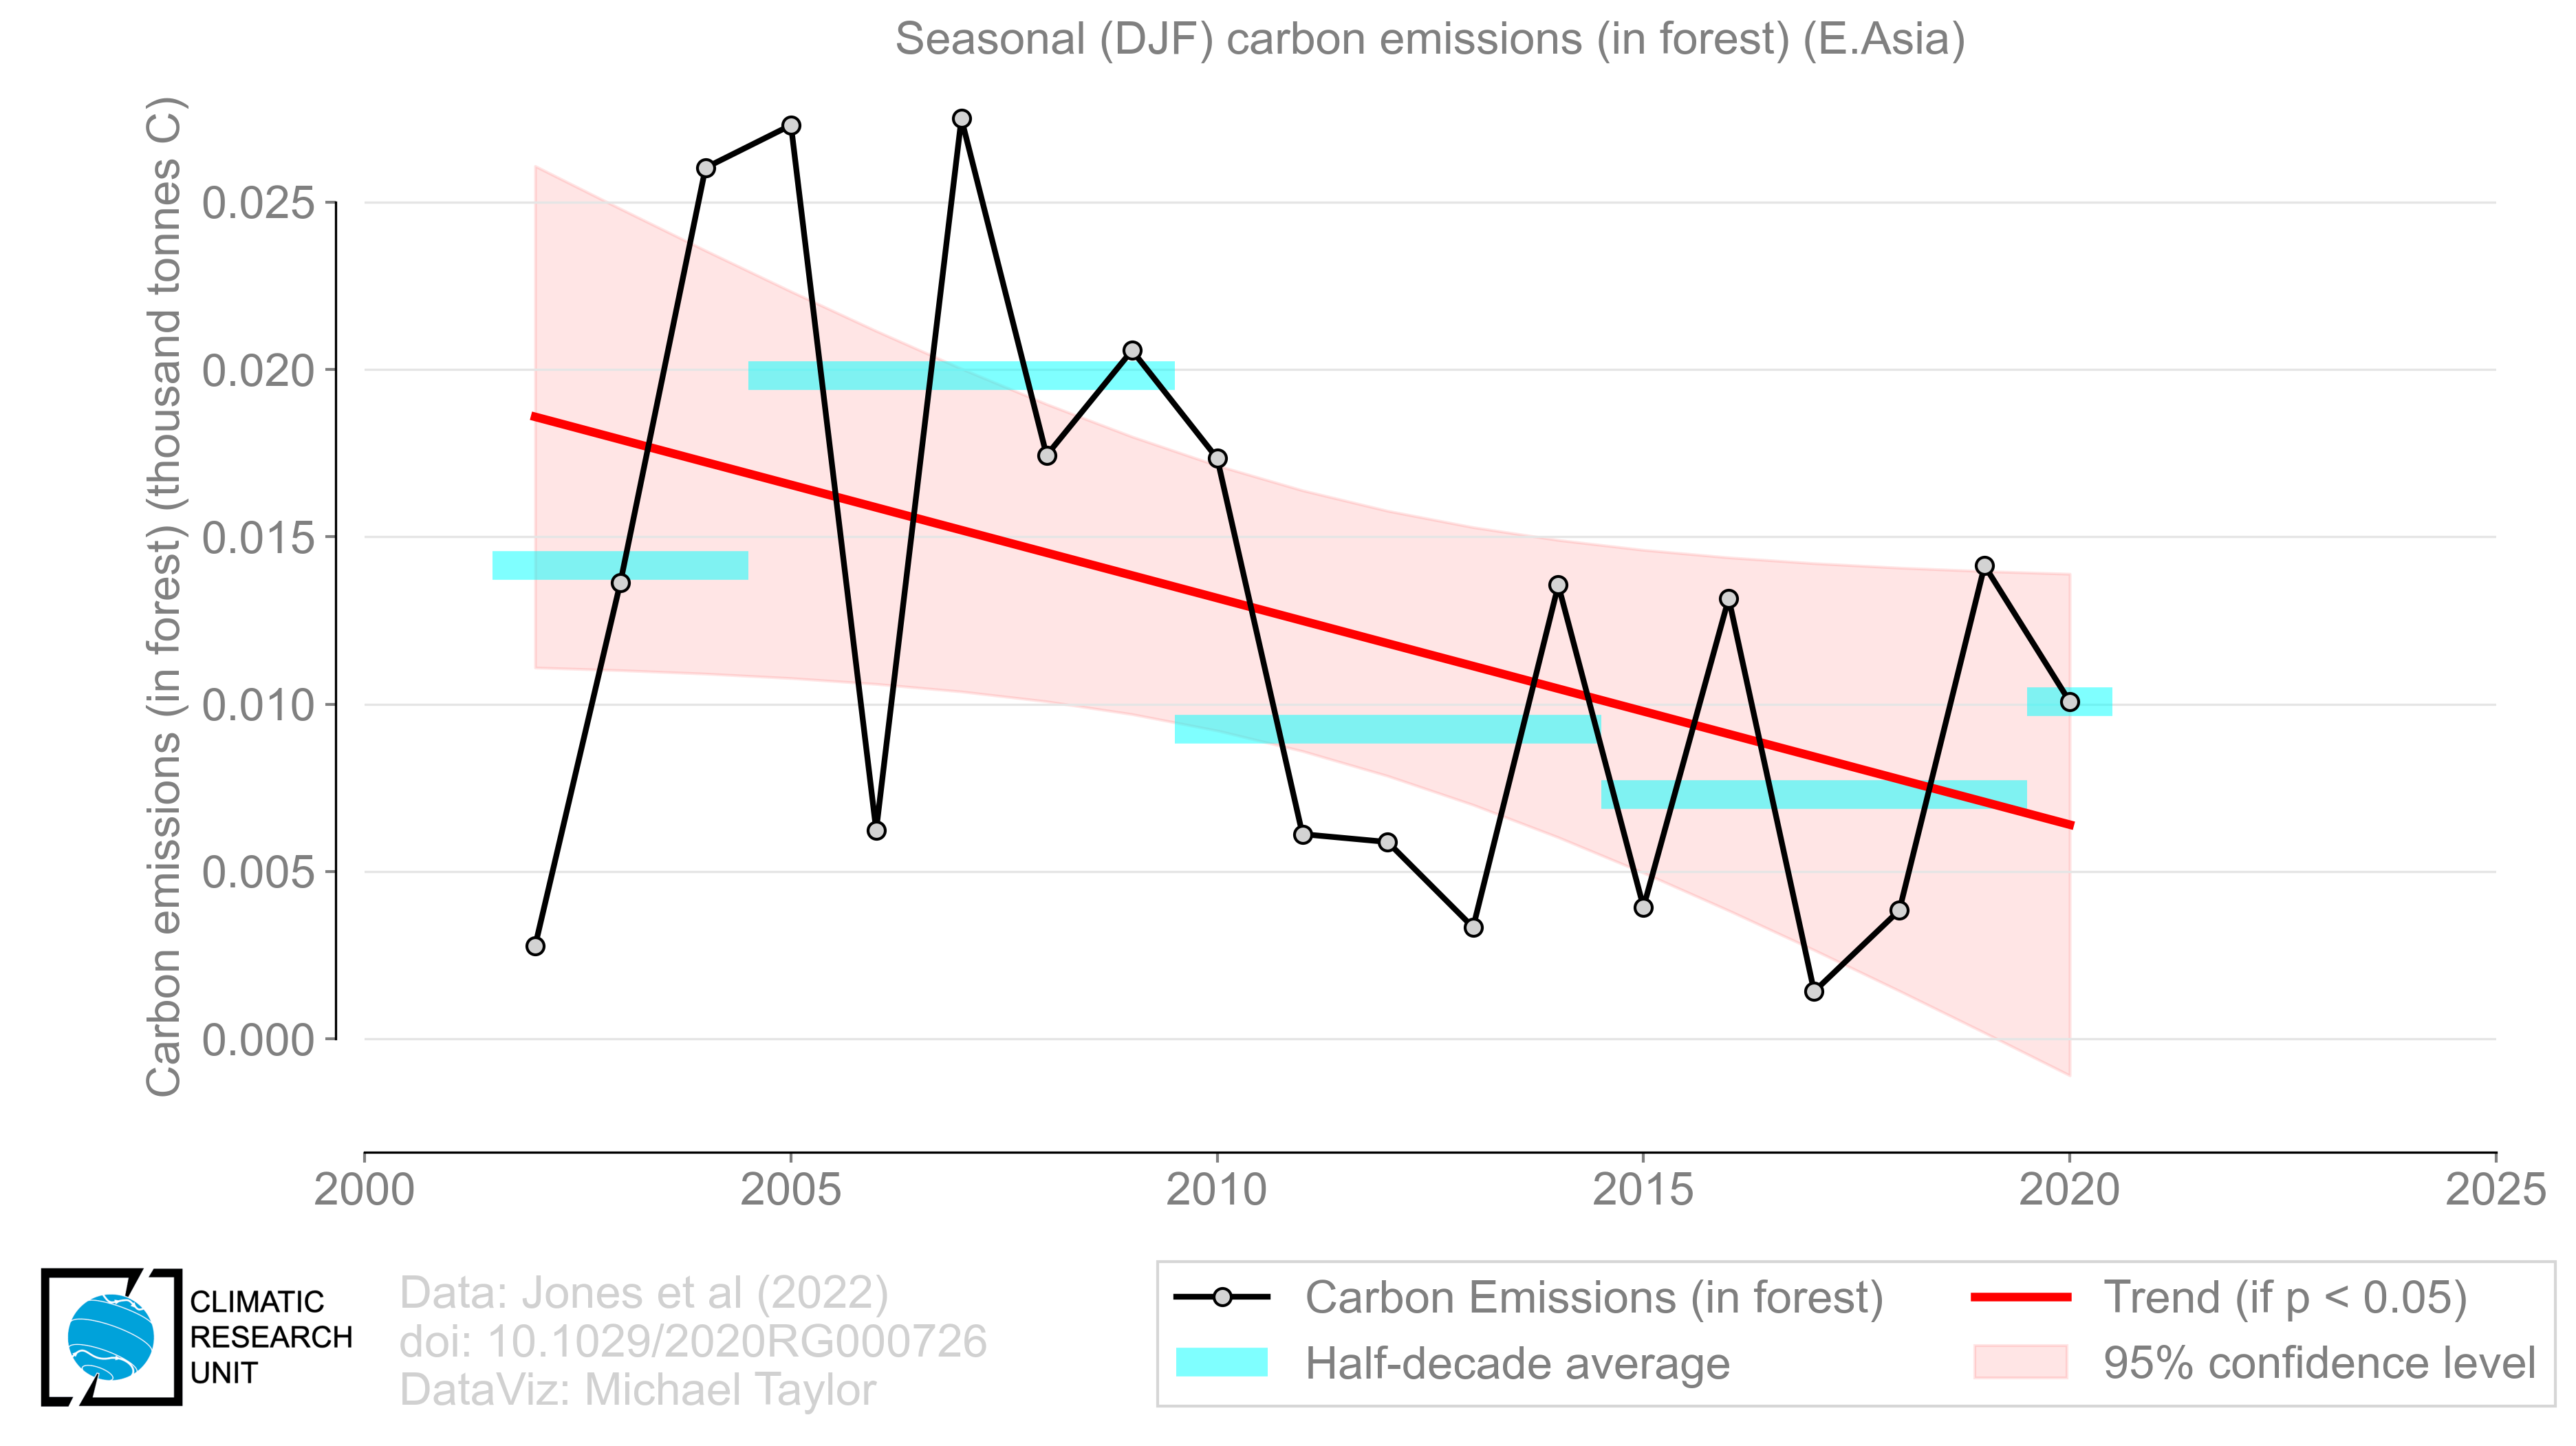 Seasonal (DJF) carbon emissions (in forest) (E.Asia)
Carbon emissions (in forest) (thousand tonnes C)
0.025
0.020
0.015
0.010
0.005
0.000
2000
2005
2010
2015
2020
2025
CLIMATIC
RESEARCH
UNIT
Data: Jones et al (2022)
doi: 10.1029/2020RG000726
DataViz: Michael Taylor
Carbon Emissions (in forest)
Half-decade average
Trend (if p < 0.05)
95% confidence level